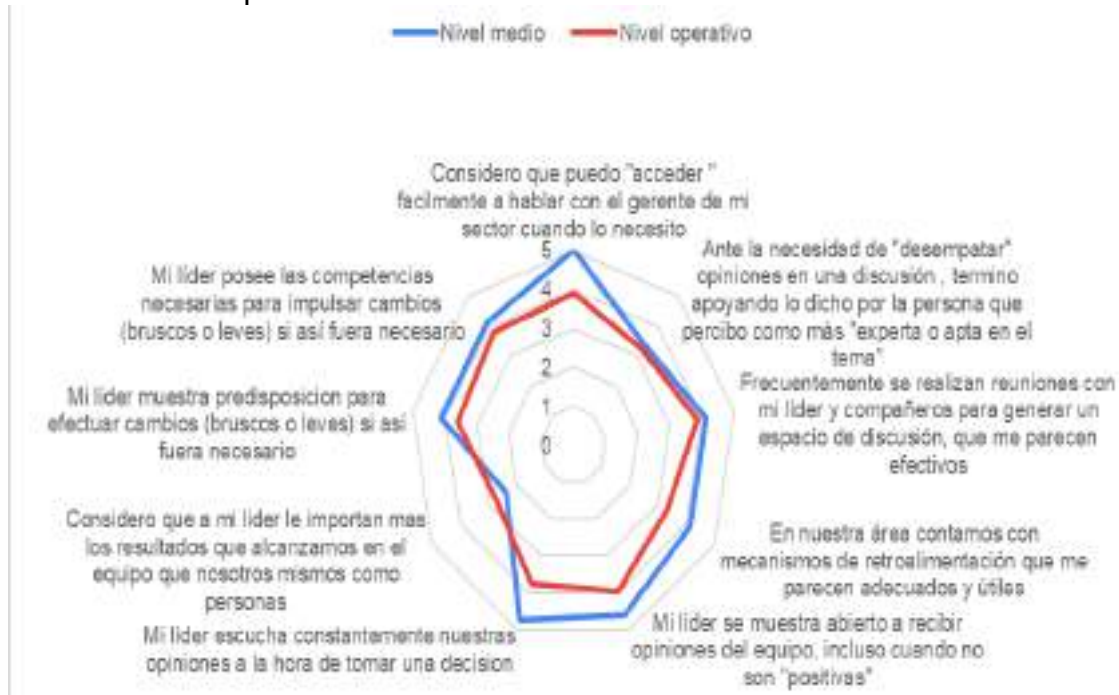 Nivel medio
Nivel operativo
Considero que puedo "acceder "
facilmente a hablar con el gerente de mi
sector cuando lo necesito
Ante la necesidad de "desempatar"
opiniones en una discusión , termino
apoyando lo dicho por la persona que
percibo como más "experta o apta en el
tema"
Frecuentemente se realizan reuniones con
mi líder y compañeros para generar un
espacio de discusión, que me parecen
efectivos
En nuestra área contamos con
mecanismos de retroalimentación que me
parecen adecuados y útiles
Mi líder se muestra abierto a recibir
opiniones del equipo, incluso cuando no
son "positivas"
Mi líder escucha constantemente nuestras
opiniones a la hora de tomar una decision
Considero que a mi líder le importan mas
los resultados que alcanzamos en el
equipo que nosotros mismos como
personas
Mi líder muestra predisposicion para
efectuar cambios (bruscos o leves) si así
fuera necesario
Mi líder posee las competencias
necesarias para impulsar cambios
(bruscos o leves) si así fuera necesario
5
4
3
2
1
0